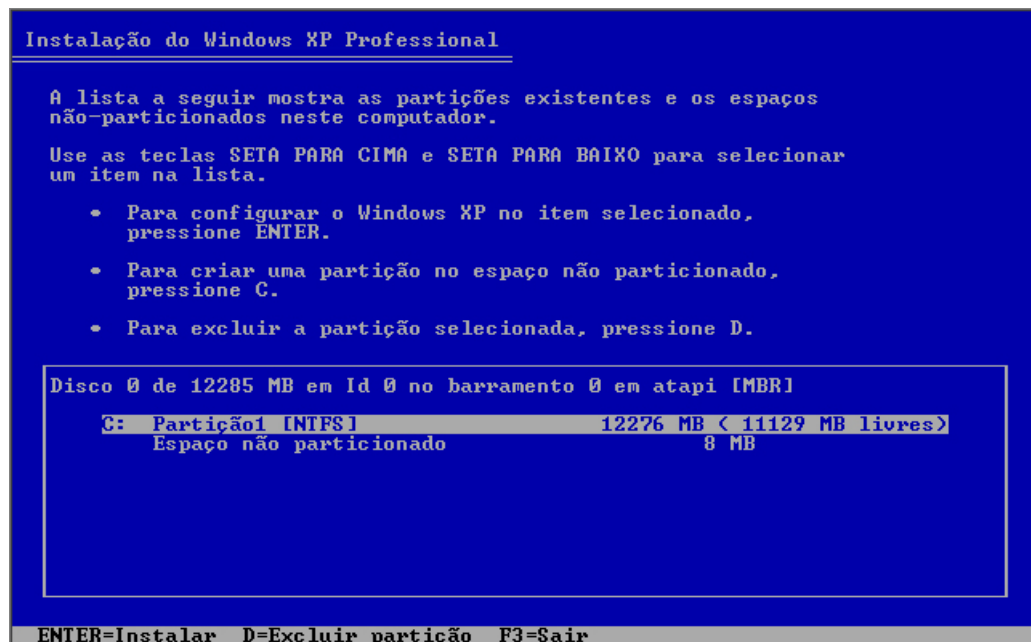 Instalação do Windows XP Professional
A lista a seguir mostra as partições existentes e os espaços
não-particionados neste computador.
Use as teclas SETA PARA CIMA e SETA PARA BAIXO para selecionar
um item na lista.
• Para configurar o Windows XP no item selecionado,
pressione ENTER.
• Para criar uma partição no espaço não particionado,
pressione C.
• Para excluir a partição selecionada, pressione D.
Disco 0 de 12285 MB em Id 0 no barramento 0 em atapi [MBR]
C: Partição1 [NTFS] 12276 MB ( 11129 MB livres)
Espaço não particionado 8 MB
ENTER=Instalar D=Excluir partição F3=Sair